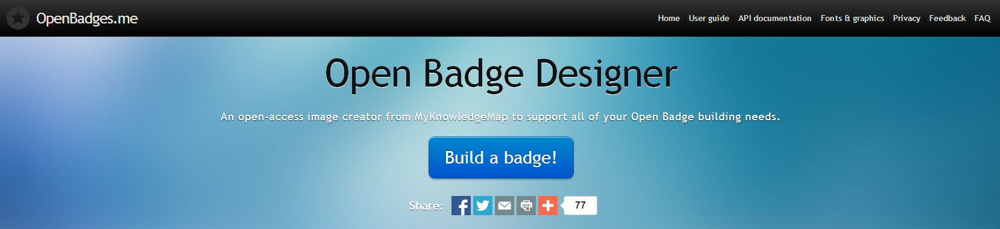 OpenBadges.me
Home User guide API documentation Fonts & graphics Privacy Feedback FAQ
Open Badge Designer
An open-access image creator from MyKnowledgeMap to support all of your Open Badge building needs.
Build a badge!
Share: 77